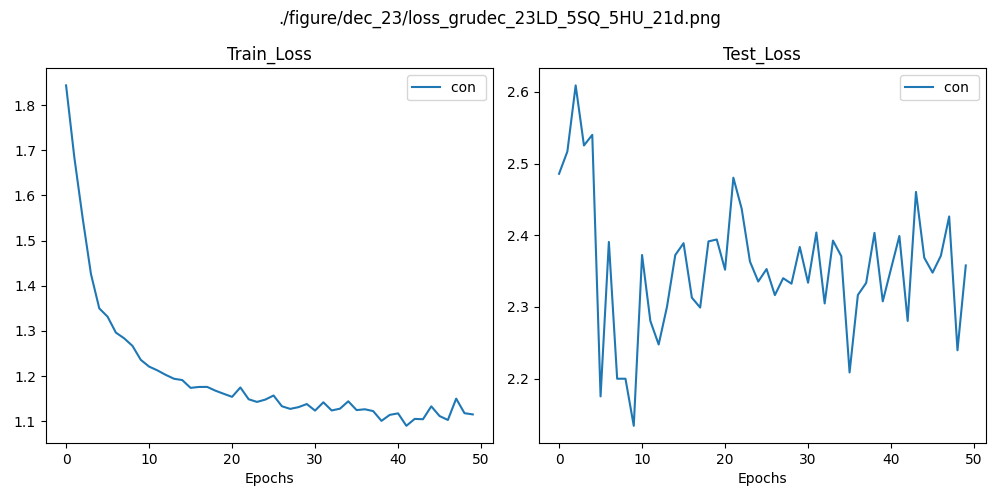 ./figure/dec_23/loss_grudec_23LD_5SQ_5HU_21d.png
Train_Loss
con
1.8
1.7
1.6
1.5
1.4
1.3
1.2
1.1
0 10 20 30 40 50
Epochs
Test_Loss
con
2.6
2.5
2.4
2.3
2.2
0 10 20 30 40 50
Epochs